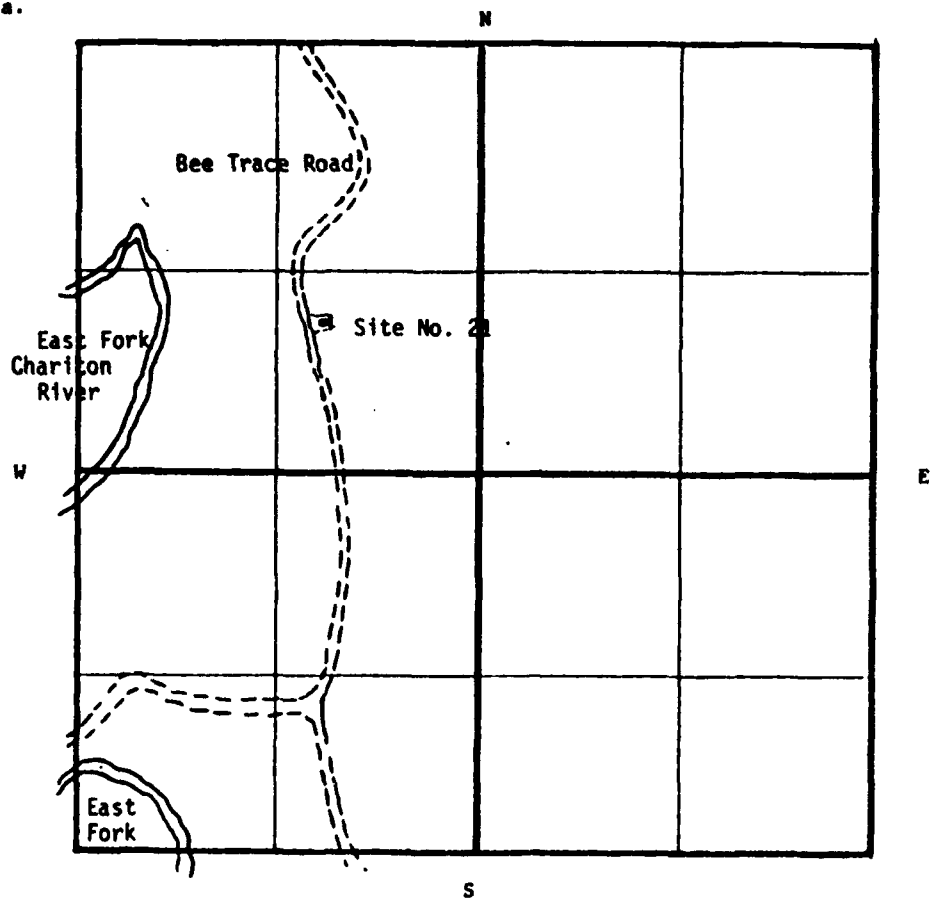 a.
N
Bee Trace Road
Site No. 21
East Fork
Chariton
River
W
E
East
Fork
S